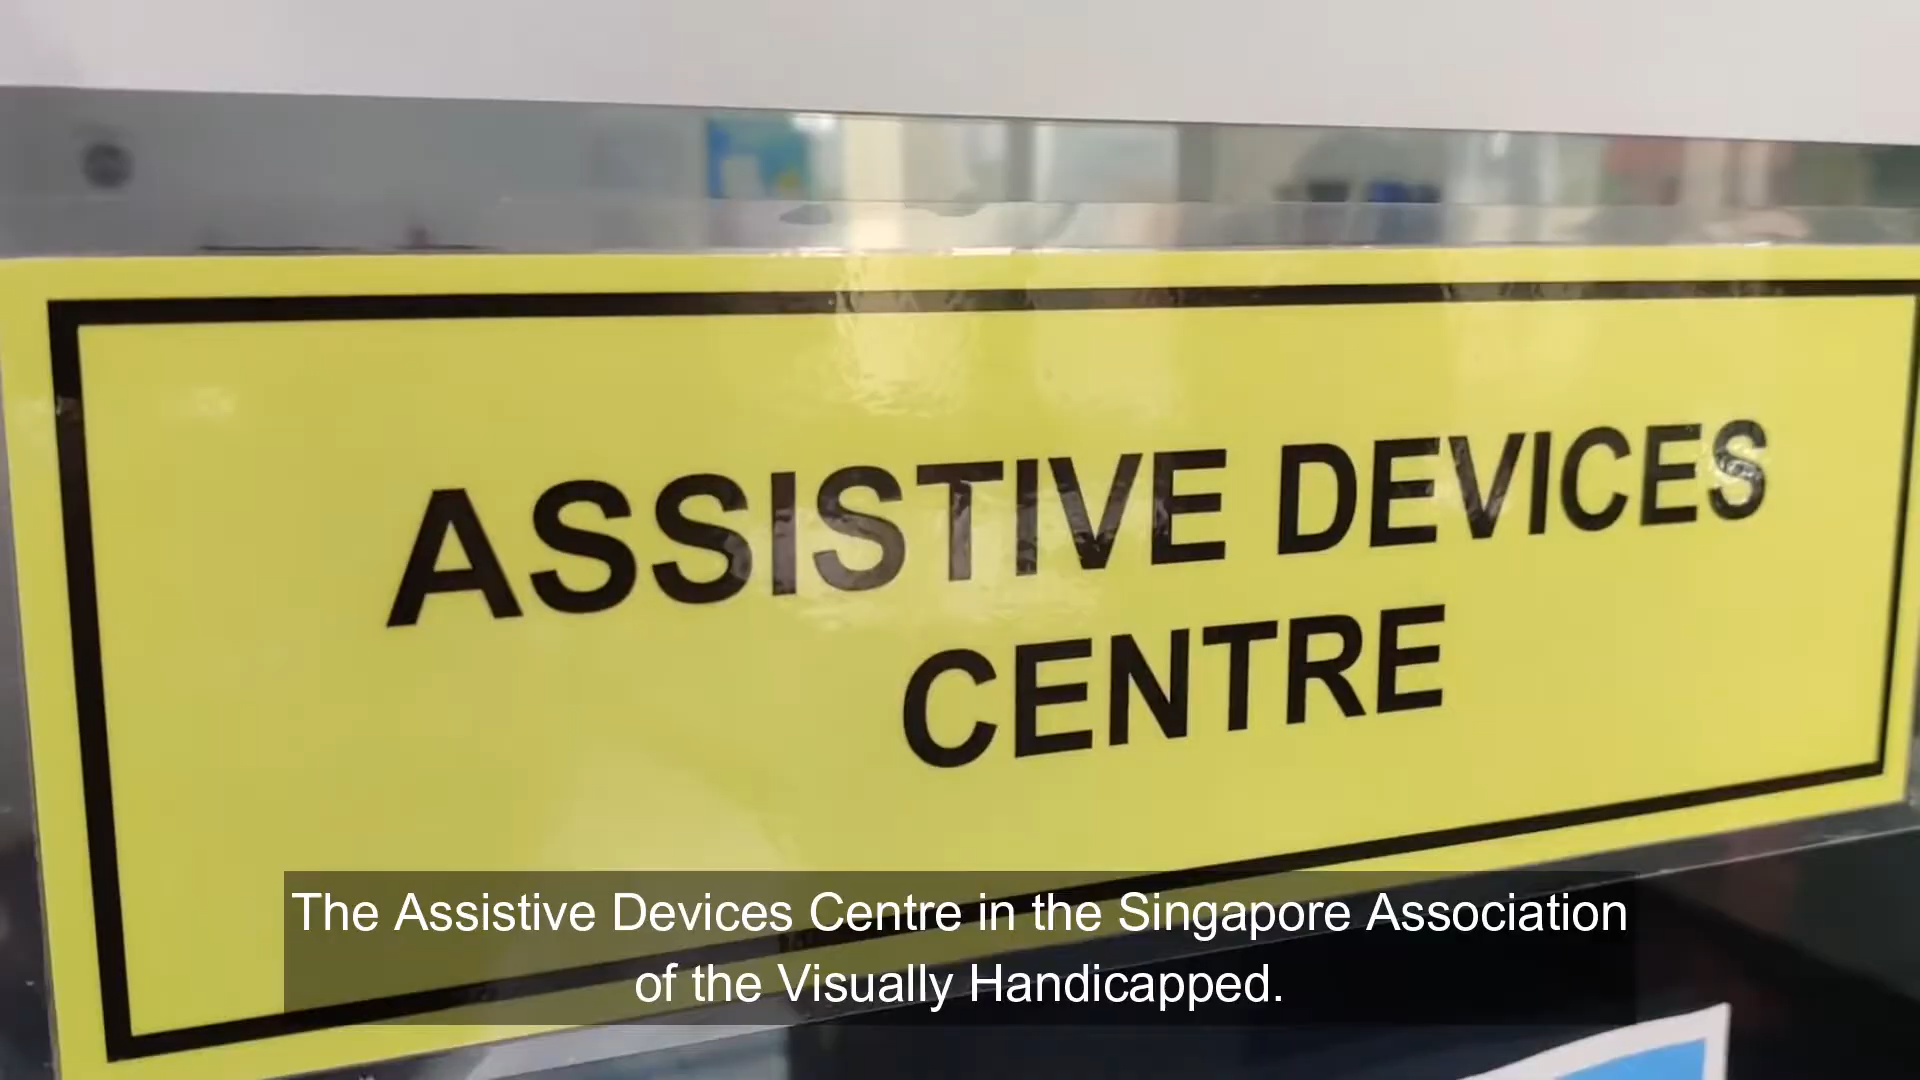 ASSISTIVE DEVICES
CENTRE
The Assistive Devices Centre in the Singapore Association
of the Visually Handicapped.